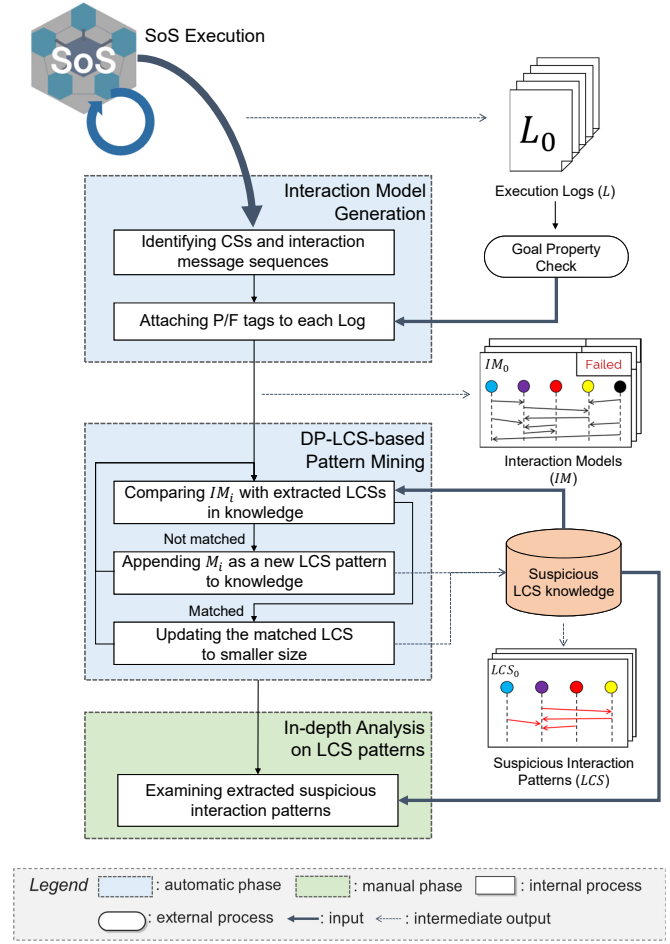 SoS Execution
SoS
L₀
Execution Logs (L)
Goal Property
Check
Interaction Model
Generation
Identifying CSs and interaction
message sequences
Attaching P/F tags to each Log
IM₀
Failed
Interaction Models
(IM)
DP-LCS-based
Pattern Mining
Comparing IMᵢ with extracted LCSs
in knowledge
Not matched
Appending Mᵢ as a new LCS pattern
to knowledge
Matched
Updating the matched LCS
to smaller size
Suspicious
LCS knowledge
LCS₀
Suspicious Interaction
Patterns (LCS)
In-depth Analysis
on LCS patterns
Examining extracted suspicious
interaction patterns
Legend : automatic phase : manual phase : internal process
: external process : input : intermediate output